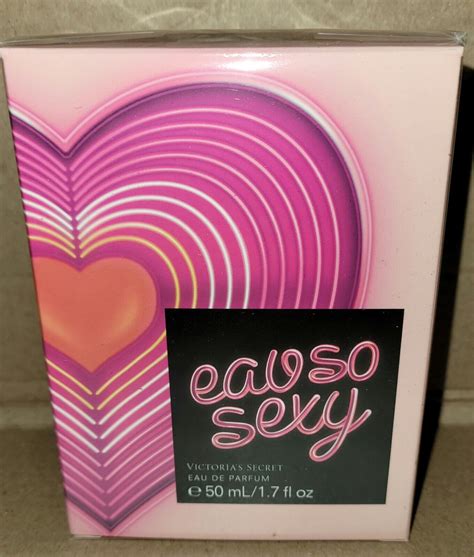 eau so
sexy
VICTORIA'S SECRET
EAU DE PARFUM
℮ 50 mL/1.7 fl oz